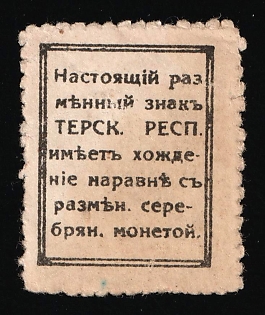 Настоящій раз
мѣнный знакъ
ТЕРСК. РЕСП.
имѣетъ хожде-
ніе наравнѣ съ
размѣн. сере-
брян. монетой.